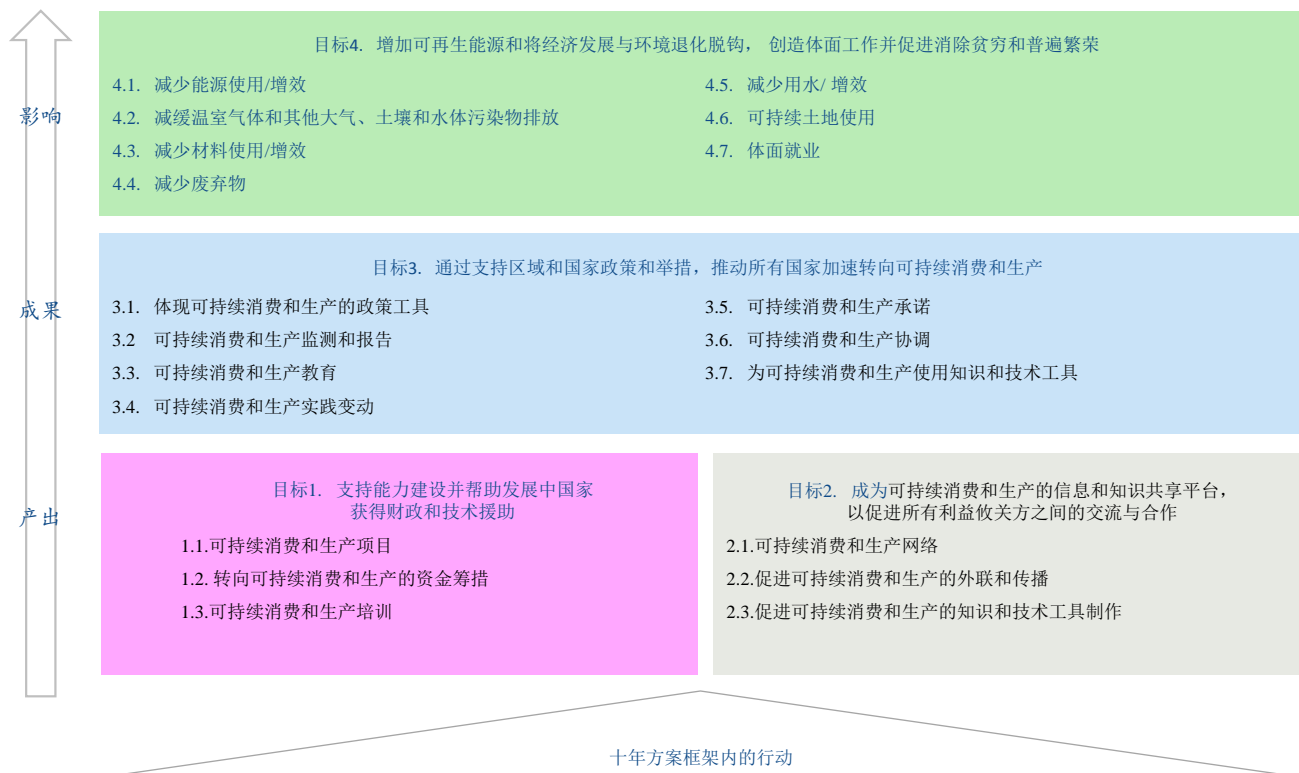 影响
目标4. 增加可再生能源和将经济发展与环境退化脱钩， 创造体面工作并促进消除贫穷和普遍繁荣
4.1. 减少能源使用/增效
4.2. 减缓温室气体和其他大气、土壤和水体污染物排放
4.3. 减少材料使用/增效
4.4. 减少废弃物
4.5. 减少用水/ 增效
4.6. 可持续土地使用
4.7. 体面就业
成果
目标3. 通过支持区域和国家政策和举措，推动所有国家加速转向可持续消费和生产
3.1. 体现可持续消费和生产的政策工具
3.2 可持续消费和生产监测和报告
3.3. 可持续消费和生产教育
3.4. 可持续消费和生产实践变动
3.5. 可持续消费和生产承诺
3.6. 可持续消费和生产协调
3.7. 为可持续消费和生产使用知识和技术工具
产出
目标1. 支持能力建设并帮助发展中国家
获得财政和技术援助
1.1.可持续消费和生产项目
1.2. 转向可持续消费和生产的资金筹措
1.3.可持续消费和生产培训
目标2. 成为可持续消费和生产的信息和知识共享平台，
以促进所有利益攸关方之间的交流与合作
2.1.可持续消费和生产网络
2.2.促进可持续消费和生产的外联和传播
2.3.促进可持续消费和生产的知识和技术工具制作
十年方案框架内的行动